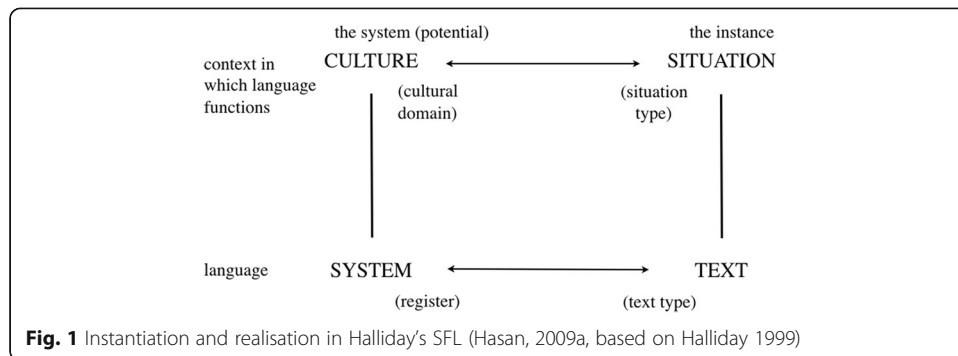 the system (potential) the instance
context in CULTURE SITUATION
which language (cultural (situation
functions domain) type)
language SYSTEM TEXT
(register) (text type)
Fig. 1 Instantiation and realisation in Halliday's SFL (Hasan, 2009a, based on Halliday 1999)